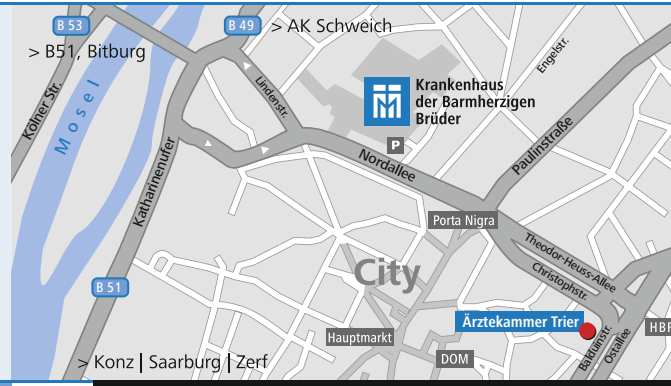 B 53
B 49
> AK Schweich
> B51, Bitburg
Engelstr.
Kölner Str.
Mosel
Lindenstr.
Krankenhaus
der Barmherzigen
Brüder
P
Paulinstraße
Katharinenufer
Nordallee
Porta Nigra
Theodor-Heuss-Allee
Christophstr.
City
B 51
Ärztekammer Trier
Hauptmarkt
HBF
Balduinstr.
Ostallee
DOM
> Konz | Saarburg | Zerf